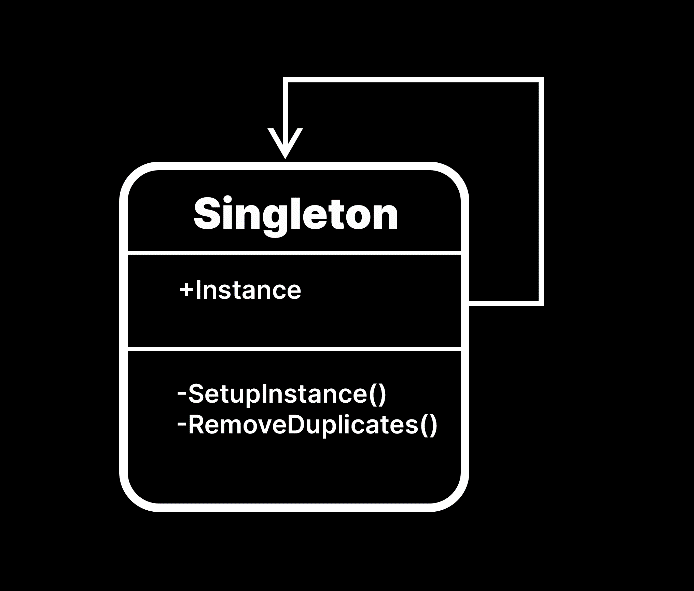 Singleton
+Instance
-SetupInstance()
-RemoveDuplicates()